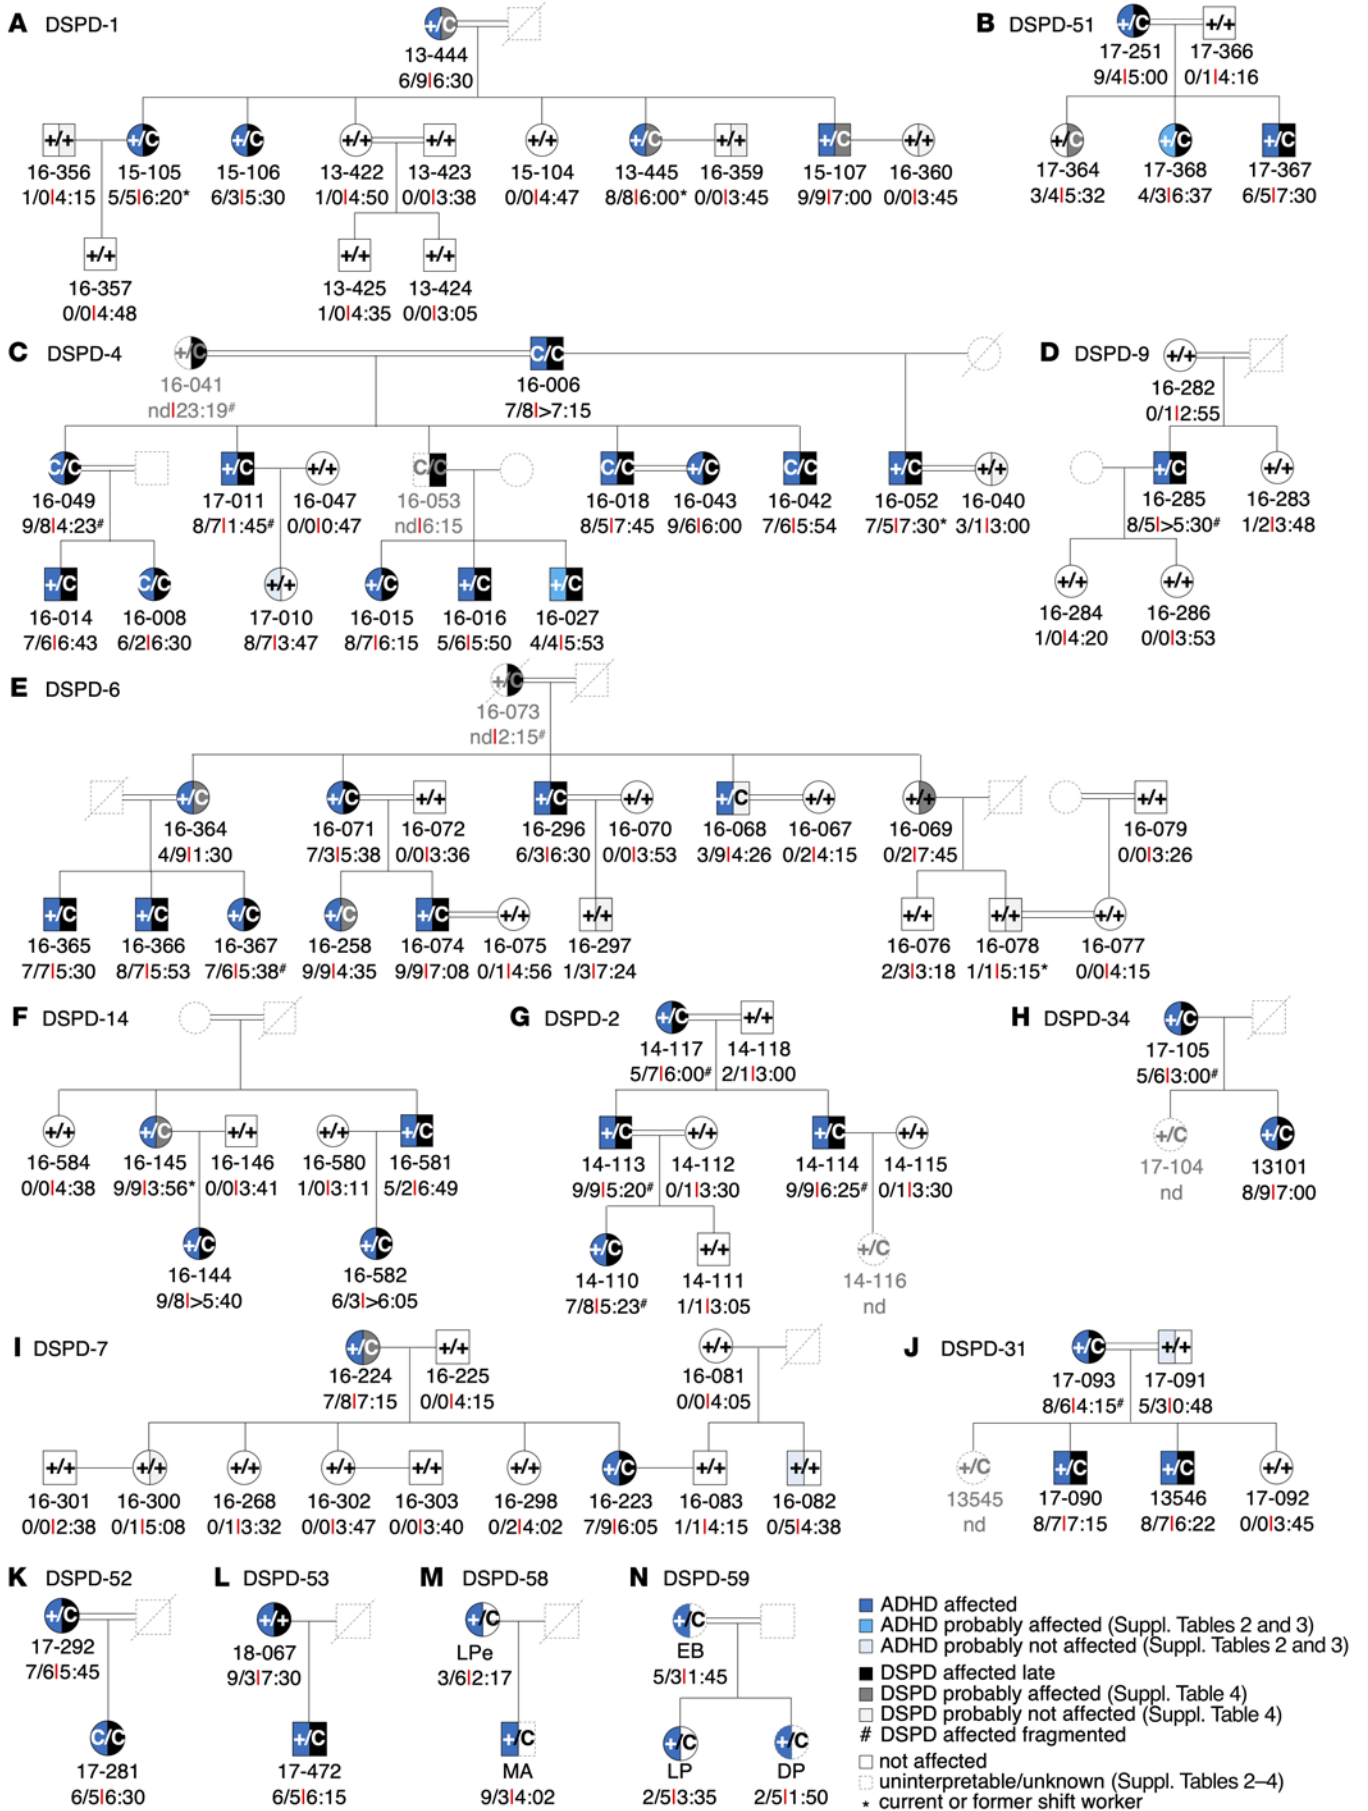 A DSPD-1
+/C
13-444
6/9|6:30
B DSPD-51
+/C +/+
17-251 17-366
9/4|5:00 0/1|4:16
+/+ +/C +/C +/+ +/+ +/+ +/C +/+ +/C +/+
16-356 15-105 15-106 13-422 13-423 15-104 13-445 16-359 15-107 16-360
1/0|4:15 5/5|6:20* 6/3|5:30 1/0|4:50 0/0|3:38 0/0|4:47 8/8|6:00* 0/0|3:45 9/9|7:00 0/0|3:45
+/C +/C +/C
17-364 17-368 17-367
3/4|5:32 4/3|6:37 6/5|7:30
+/+ +/+ +/+
16-357 13-425 13-424
0/0|4:48 1/0|4:35 0/0|3:05
C DSPD-4
+/C C/C
16-041 16-006
nd|23:19# 7/8|>7:15
D DSPD-9
+/+
16-282
0/1|2:55
C/C +/C +/+ C/C C/C +/C C/C +/C +/+
16-049 17-011 16-047 16-053 16-018 16-043 16-042 16-052 16-040
9/8|4:23# 8/7|1:45# 0/0|0:47 nd|6:15 8/5|7:45 9/6|6:00 7/6|5:54 7/5|7:30* 3/1|3:00
+/C +/+
16-285 16-283
8/5|>5:30# 1/2|3:48
+/C C/C +/+ +/C +/C +/C
16-014 16-008 17-010 16-015 16-016 16-027
7/6|6:43 6/2|6:30 8/7|3:47 8/7|6:15 5/6|5:50 4/4|5:53
+/+ +/+
16-284 16-286
1/0|4:20 0/0|3:53
E DSPD-6
+/C
16-073
nd|2:15#
+/C +/C +/+ +/C +/+ +/C +/+ +/+ +/+
16-364 16-071 16-072 16-296 16-070 16-068 16-067 16-069 16-079
4/9|1:30 7/3|5:38 0/0|3:36 6/3|6:30 0/0|3:53 3/9|4:26 0/2|4:15 0/2|7:45 0/0|3:26
+/C +/C +/C +/C +/C +/+ +/+ +/+ +/+ +/+
16-365 16-366 16-367 16-258 16-074 16-075 16-297 16-076 16-078 16-077
7/7|5:30 8/7|5:53 7/6|5:38# 9/9|4:35 9/9|7:08 0/1|4:56 1/3|7:24 2/3|3:18 1/1|5:15* 0/0|4:15
F DSPD-14
+/+ +/C +/+ +/+ +/C
16-584 16-145 16-146 16-580 16-581
0/0|4:38 9/9|3:56* 0/0|3:41 1/0|3:11 5/2|6:49
+/C +/C
16-144 16-582
9/8|>5:40 6/3|>6:05
G DSPD-2
+/C +/+
14-117 14-118
5/7|6:00# 2/1|3:00
+/C +/+ +/C +/+
14-113 14-112 14-114 14-115
9/9|5:20# 0/1|3:30 9/9|6:25# 0/1|3:30
+/C +/+ +/C
14-110 14-111 14-116
7/8|5:23# 1/1|3:05 nd
H DSPD-34
+/C
17-105
5/6|3:00#
+/C +/C
17-104 13101
nd 8/9|7:00
I DSPD-7
+/C +/+ +/+
16-224 16-225 16-081
7/8|7:15 0/0|4:15 0/0|4:05
+/+ +/+ +/+ +/+ +/+ +/+ +/C +/+ +/+
16-301 16-300 16-268 16-302 16-303 16-298 16-223 16-083 16-082
0/0|2:38 0/1|5:08 0/1|3:32 0/0|3:47 0/0|3:40 0/2|4:02 7/9|6:05 1/1|4:15 0/5|4:38
J DSPD-31
+/C +/+
17-093 17-091
8/6|4:15# 5/3|0:48
+/C +/C +/C +/+
13545 17-090 13546 17-092
nd 8/7|7:15 8/7|6:22 0/0|3:45
K DSPD-52
+/C
17-292
7/6|5:45
C/C
17-281
6/5|6:30
L DSPD-53
+/+
18-067
9/3|7:30
+/C
17-472
6/5|6:15
M DSPD-58
+/C
LPe
3/6|2:17
+/C
MA
9/3|4:02
N DSPD-59
+/C
EB
5/3|1:45
+/C +/C
LP DP
2/5|3:35 2/5|1:50
ADHD affected
ADHD probably affected (Suppl. Tables 2 and 3)
ADHD probably not affected (Suppl. Tables 2 and 3)
DSPD affected late
DSPD probably affected (Suppl. Table 4)
DSPD probably not affected (Suppl. Table 4)
# DSPD affected fragmented
not affected
uninterpretable/unknown (Suppl. Tables 2–4)
* current or former shift worker